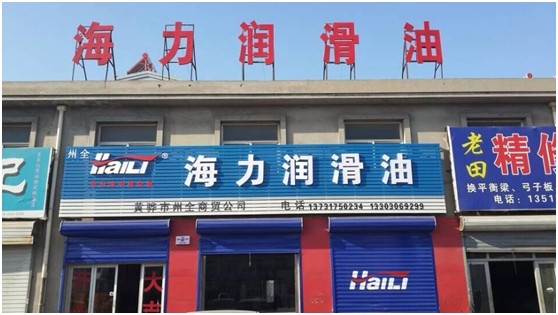 海力润滑油
州全 HaiLi ®
海力润滑油
黄骅市州全商贸公司 电话 13731750234 13303069299
老田 精修
换平衡梁、弓子板
电话：1351
HaiLi